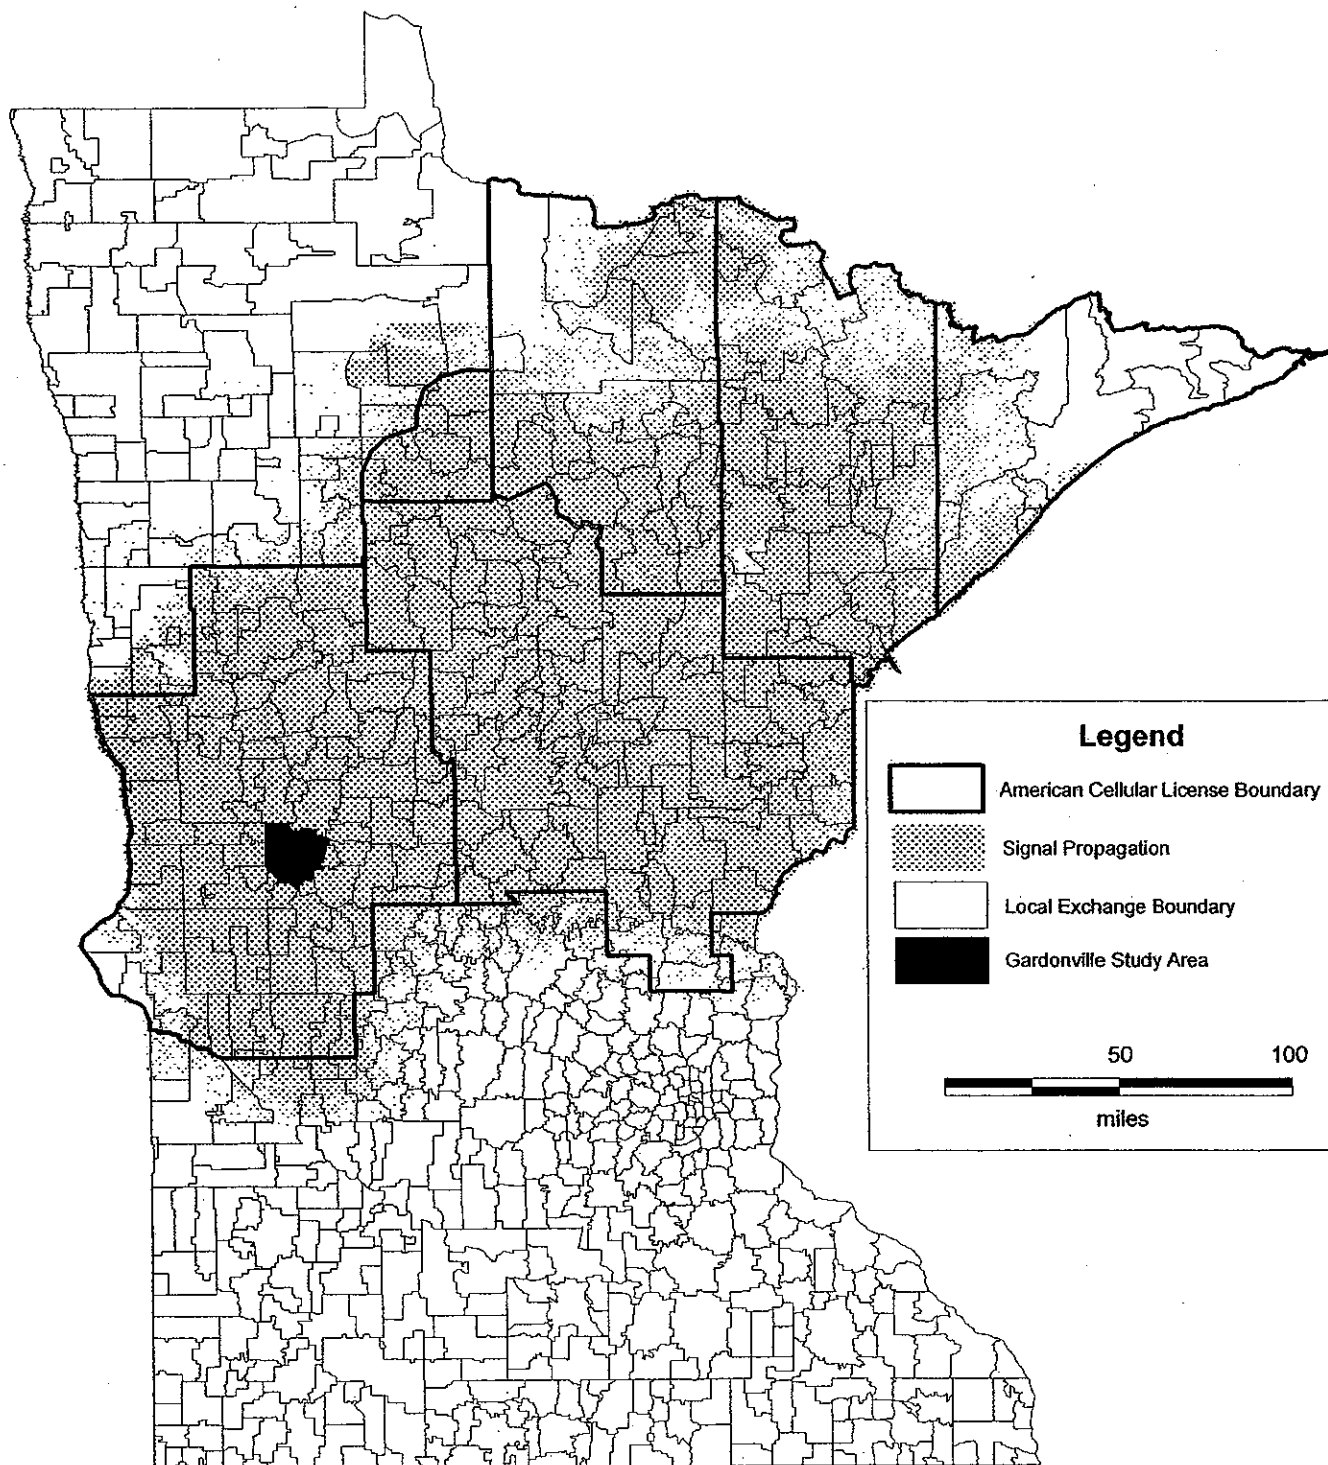 Legend
American Cellular License Boundary
Signal Propagation
Local Exchange Boundary
Gardonville Study Area
50 100
miles